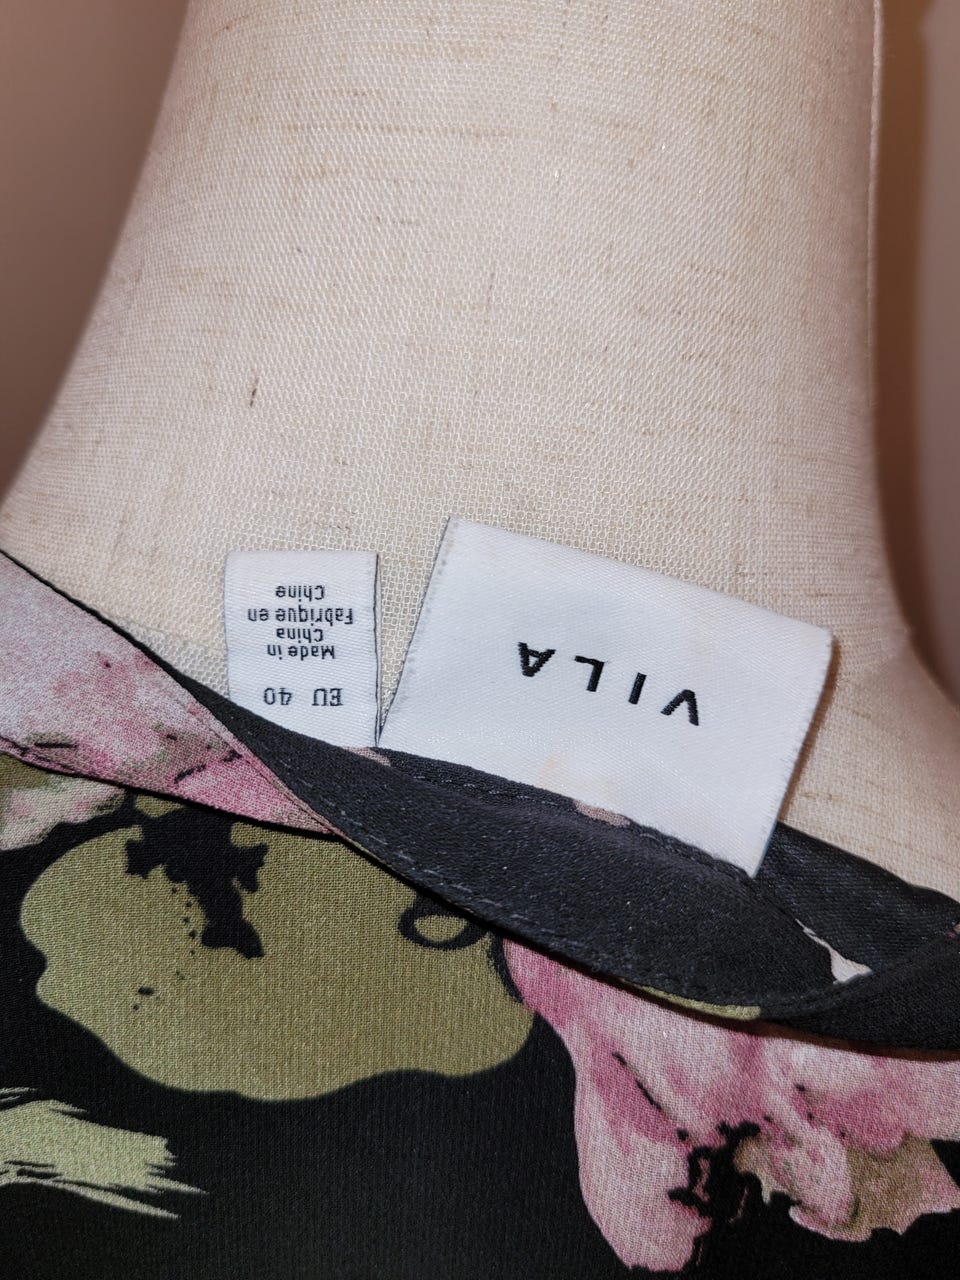 VILA
EU 40
Made in
China
Fabriqué en
Chine